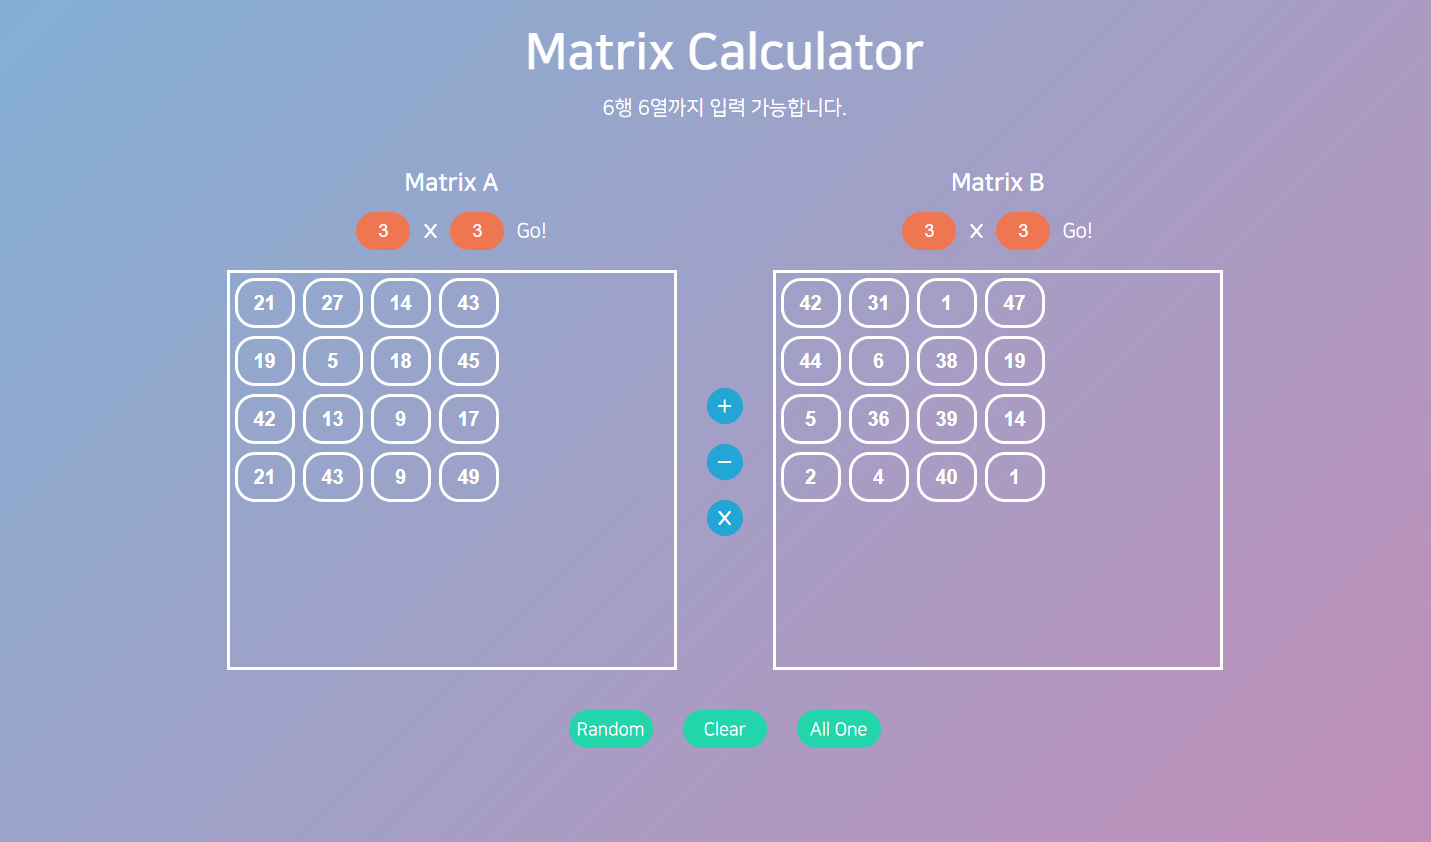 Matrix Calculator
6행 6열까지 입력 가능합니다.
Matrix A
3 x 3 Go!
21 27 14 43
19 5 18 45
42 13 9 17
21 43 9 49
+
−
x
Matrix B
3 x 3 Go!
42 31 1 47
44 6 38 19
5 36 39 14
2 4 40 1
Random Clear All One